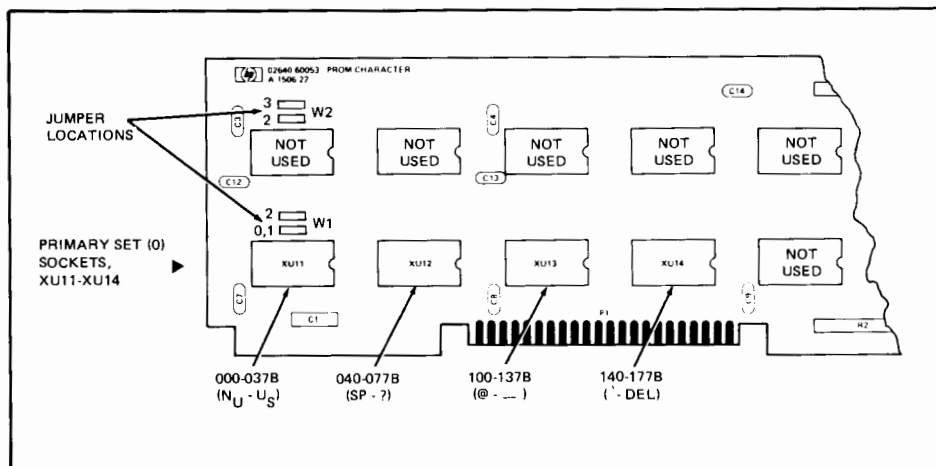 hp 02640 60053 PROM CHARACTER
A 1506 27
C14
JUMPER
LOCATIONS
3
2
W2
C3
C4
NOT
USED
NOT
USED
NOT
USED
NOT
USED
NOT
USED
C12
C13
2
0,1
W1
PRIMARY SET (0)
SOCKETS,
XU11-XU14
XU11
XU12
XU13
XU14
NOT
USED
C7
C1
C8
P1
C9
R2
000-037B
(NU - US)
040-077B
(SP - ?)
100-137B
(@ - _)
140-177B
(` - DEL)